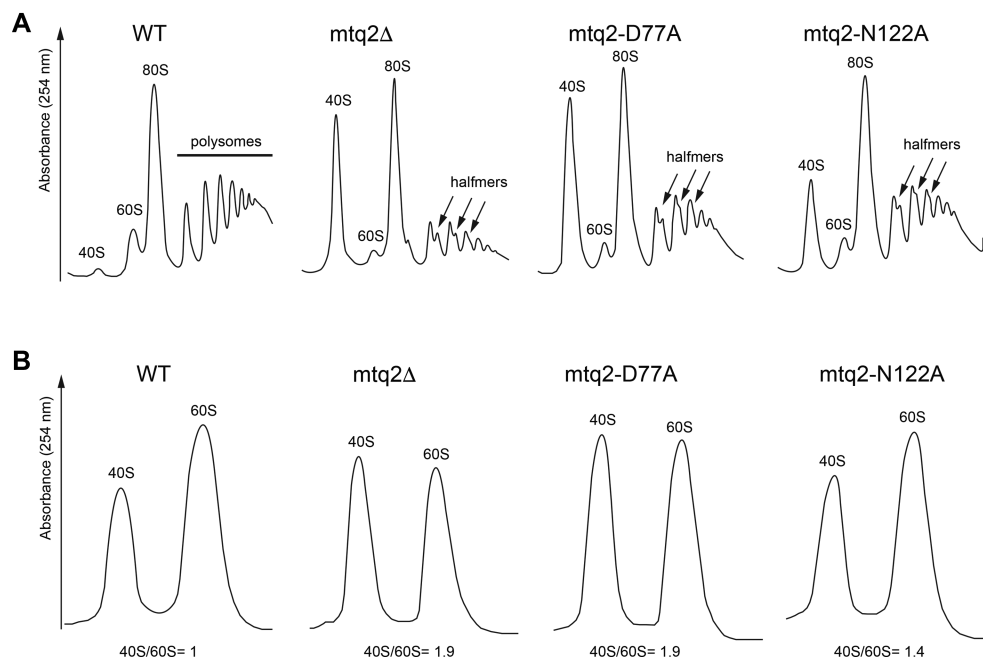 A
WT
mtq2Δ
mtq2-D77A
mtq2-N122A
Absorbance (254 nm)
40S
60S
80S
polysomes
40S
60S
80S
halfmers
40S
60S
80S
halfmers
40S
60S
80S
halfmers
B
WT
mtq2Δ
mtq2-D77A
mtq2-N122A
Absorbance (254 nm)
40S
60S
40S
60S
40S
60S
40S
60S
40S/60S= 1
40S/60S= 1.9
40S/60S= 1.9
40S/60S= 1.4